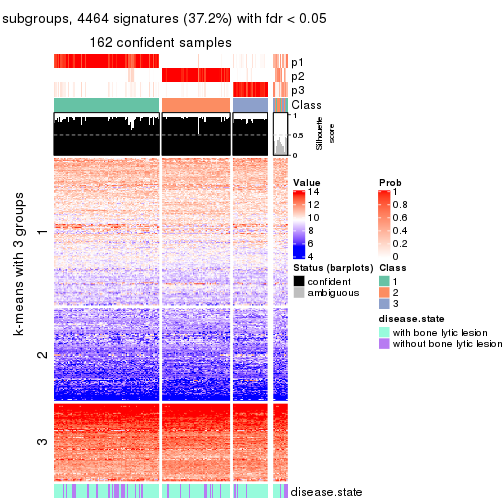 subgroups, 4464 signatures (37.2%) with fdr < 0.05
162 confident samples
p1
p2
p3
Class
1
0.5
0
Silhouette
score
k-means with 3 groups
1
2
3
Value
14
12
10
8
6
4
Prob
1
0.8
0.6
0.4
0.2
0
Status (barplots)
confident
ambiguous
Class
1
2
3
disease.state
with bone lytic lesion
without bone lytic lesion
disease.state